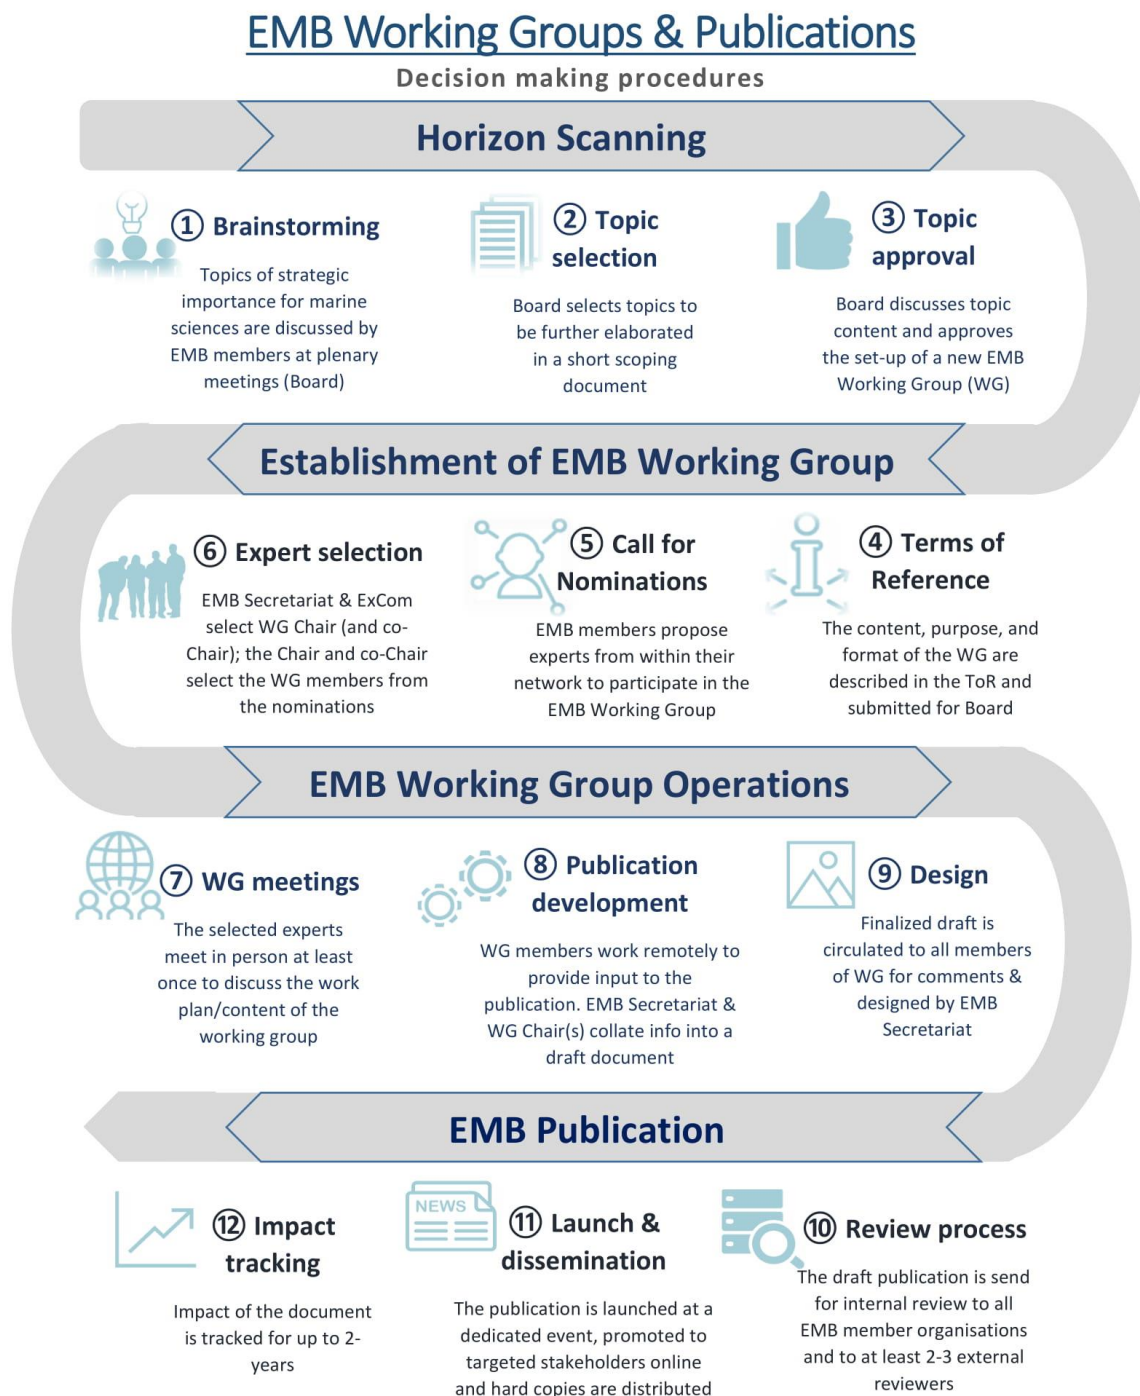 EMB Working Groups & Publications
Decision making procedures
Horizon Scanning
① Brainstorming
Topics of strategic
importance for marine
sciences are discussed by
EMB members at plenary
meetings (Board)
② Topic
selection
Board selects topics to
be further elaborated
in a short scoping
document
③ Topic
approval
Board discusses topic
content and approves
the set-up of a new EMB
Working Group (WG)
Establishment of EMB Working Group
④ Terms of
Reference
The content, purpose, and
format of the WG are
described in the ToR and
submitted for Board
⑤ Call for
Nominations
EMB members propose
experts from within their
network to participate in the
EMB Working Group
⑥ Expert selection
EMB Secretariat & ExCom
select WG Chair (and co-
Chair); the Chair and co-Chair
select the WG members from
the nominations
EMB Working Group Operations
⑦ WG meetings
The selected experts
meet in person at least
once to discuss the work
plan/content of the
working group
⑧ Publication
development
WG members work remotely to
provide input to the
publication. EMB Secretariat &
WG Chair(s) collate info into a
draft document
⑨ Design
Finalized draft is
circulated to all members
of WG for comments &
designed by EMB
Secretariat
EMB Publication
⑩ Review process
The draft publication is send
for internal review to all
EMB member organisations
and to at least 2-3 external
reviewers
NEWS
⑪ Launch &
dissemination
The publication is launched at a
dedicated event, promoted to
targeted stakeholders online
and hard copies are distributed
⑫ Impact
tracking
Impact of the document
is tracked for up to 2-
years